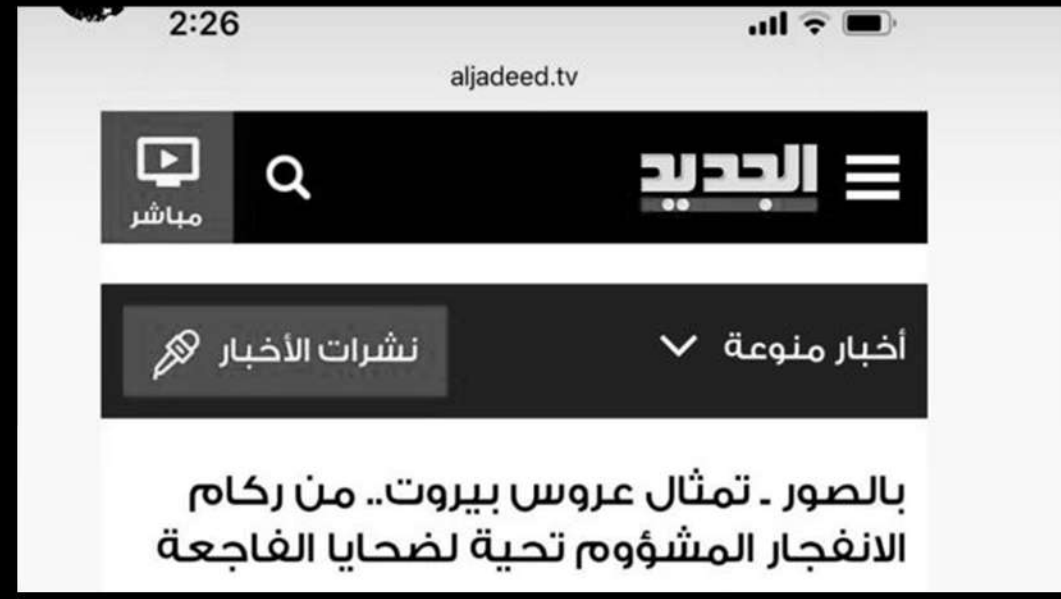 2:26
aljadeed.tv
الجديد
مباشر
أخبار منوعة
نشرات الأخبار
بالصور ـ تمثال عروس بيروت.. من ركام
الانفجار المشؤوم تحية لضحايا الفاجعة